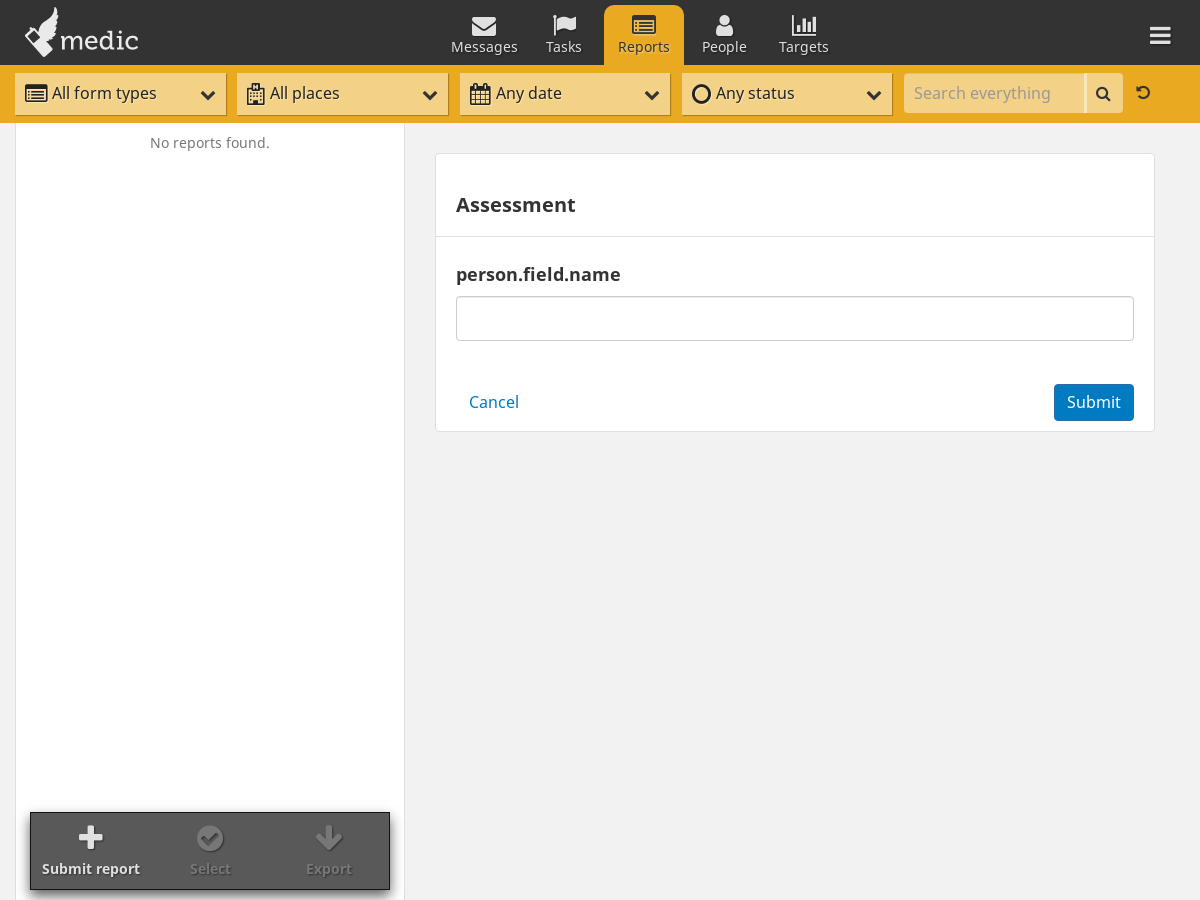 medic
Messages
Tasks
Reports
People
Targets
All form types
All places
Any date
Any status
Search everything
No reports found.
Assessment
person.field.name
Cancel
Submit
Submit report
Select
Export